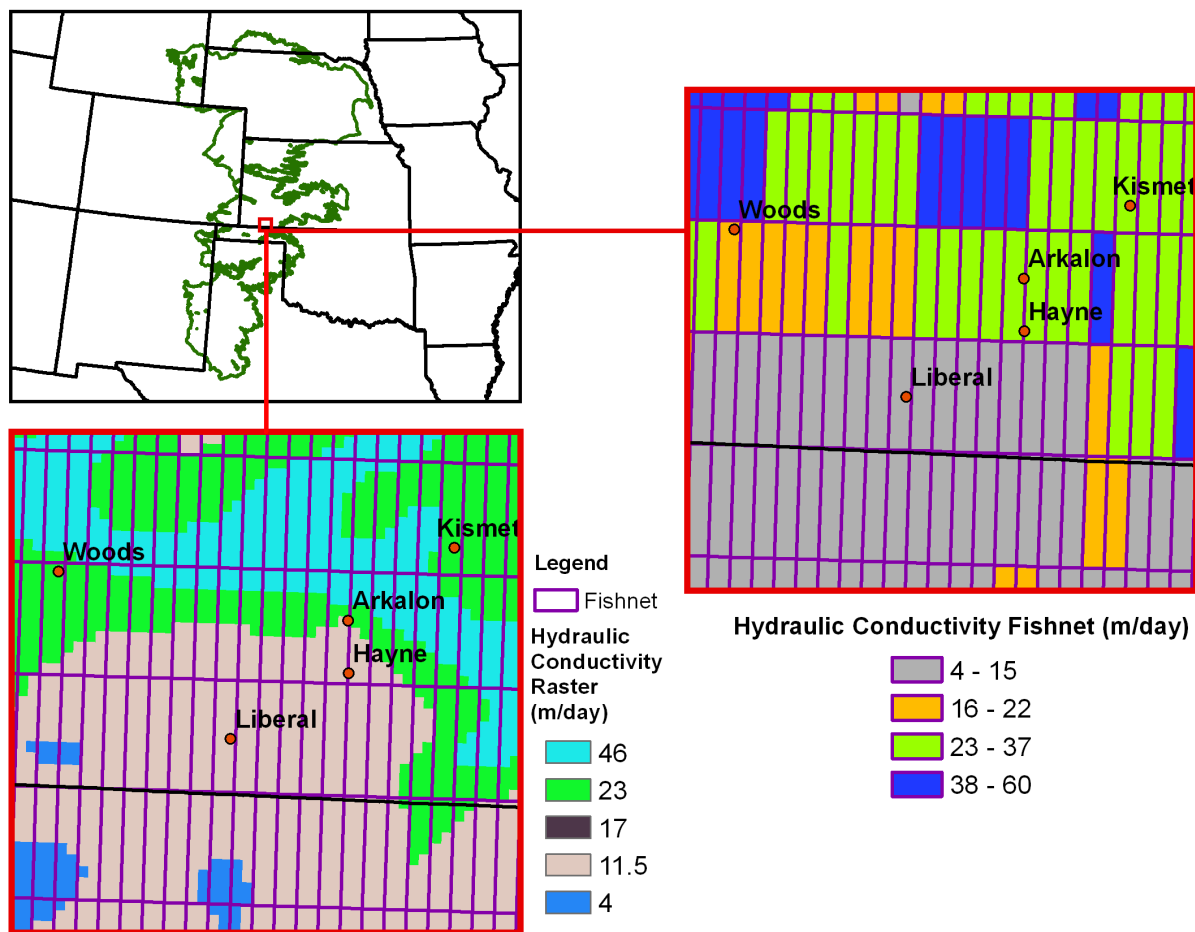 Woods
Kismet
Arkalon
Hayne
Liberal
Hydraulic Conductivity Fishnet (m/day)
4 - 15
16 - 22
23 - 37
38 - 60
Woods
Kismet
Arkalon
Hayne
Liberal
Legend
Fishnet
Hydraulic
Conductivity
Raster
(m/day)
46
23
17
11.5
4